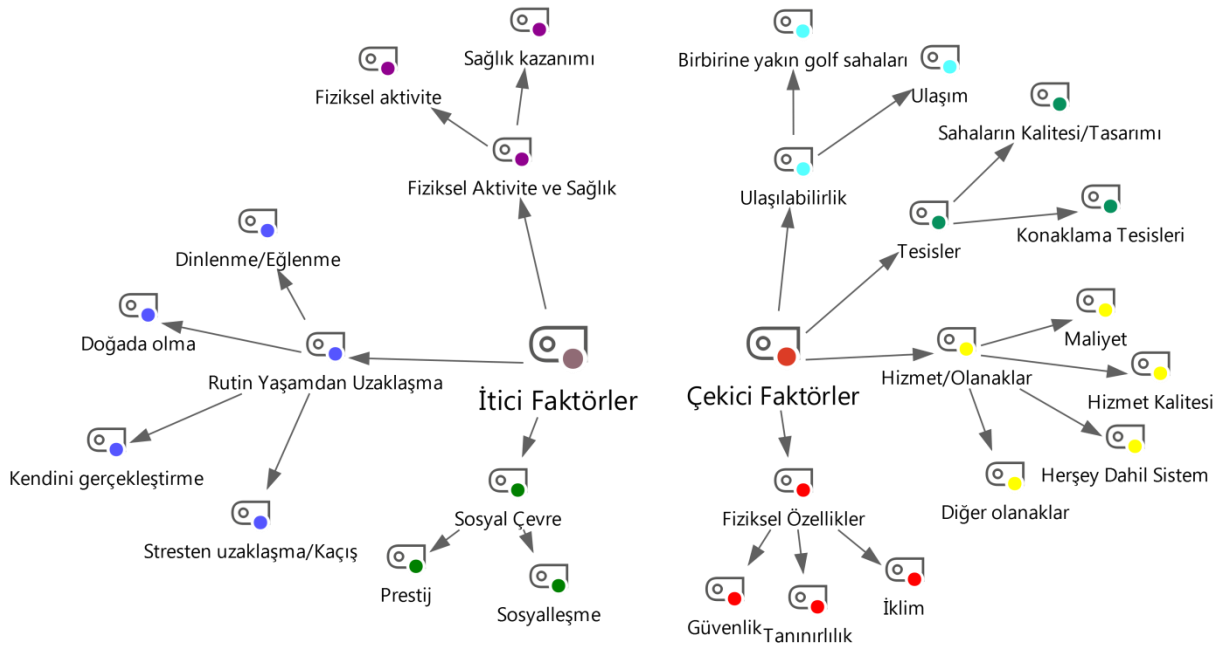 Sağlık kazanımı
Fiziksel aktivite
Fiziksel Aktivite ve Sağlık
Dinlenme/Eğlenme
Doğada olma
Rutin Yaşamdan Uzaklaşma
İtici Faktörler
Kendini gerçekleştirme
Stresten uzaklaşma/Kaçış
Sosyal Çevre
Prestij
Sosyalleşme
Birbirine yakın golf sahaları
Ulaşım
Ulaşılabilirlik
Sahaların Kalitesi/Tasarımı
Tesisler
Konaklama Tesisleri
Maliyet
Hizmet/Olanaklar
Hizmet Kalitesi
Çekici Faktörler
Herşey Dahil Sistem
Diğer olanaklar
Fiziksel Özellikler
İklim
Güvenlik
Tanınırlılık